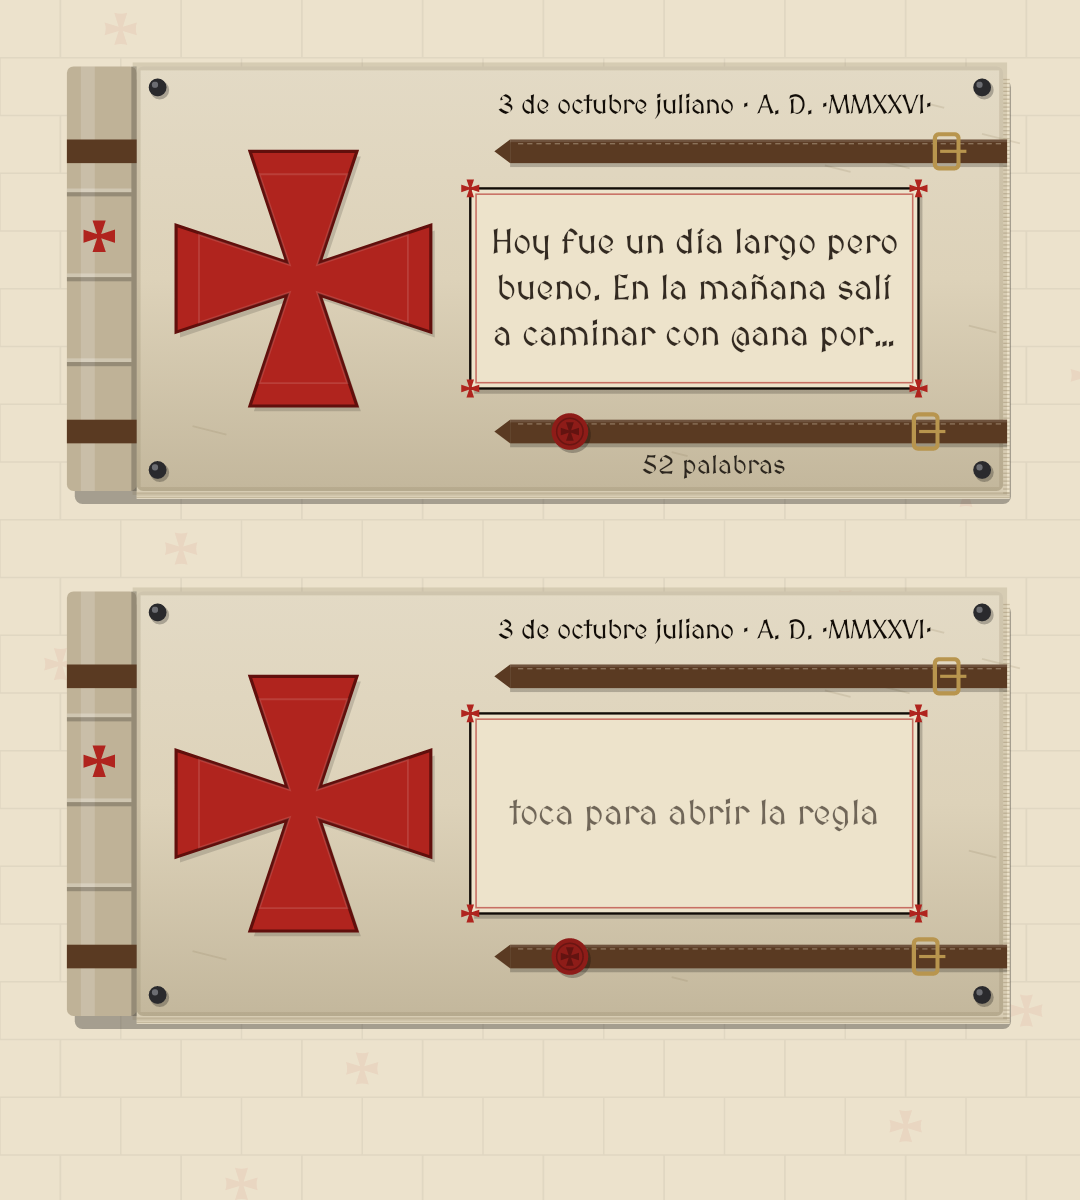 3 de octubre juliano · A. D. ·MMXXVI·
Hoy fue un día largo pero
bueno. En la mañana salí
a caminar con gana por...
52 palabras
3 de octubre juliano · A. D. ·MMXXVI·
toca para abrir la regla